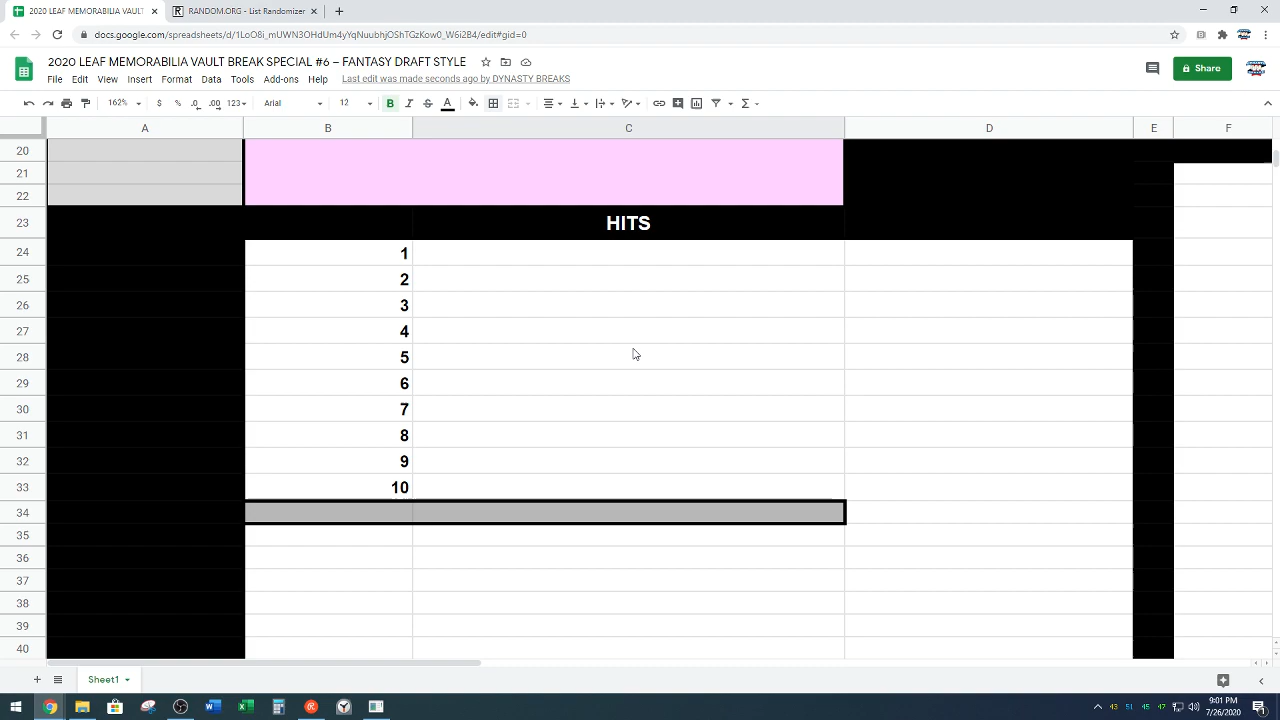 2020 LEAF MEMORABILIA VAULT
RANDOM.ORG - List Randomizer
docs.google.com/spreadsheets/d/1LoO8i_mUWN3OHdUm4yYqNuubhjOShTGzKow0_W6i2B4/edit#gid=0
2020 LEAF MEMORABILIA VAULT BREAK SPECIAL #6 – FANTASY DRAFT STYLE
File Edit View Insert Format Data Tools Add-ons Help Last edit was made seconds ago by DYNASTY BREAKS
Share
162% $ % .0 .00 123 Arial 12 B I S A
A B C D E F
20
21
22
23 HITS
24 1
25 2
26 3
27 4
28 5
29 6
30 7
31 8
32 9
33 10
34
35
36
37
38
39
40
Sheet1
43 51 45 47
9:01 PM
7/26/2020